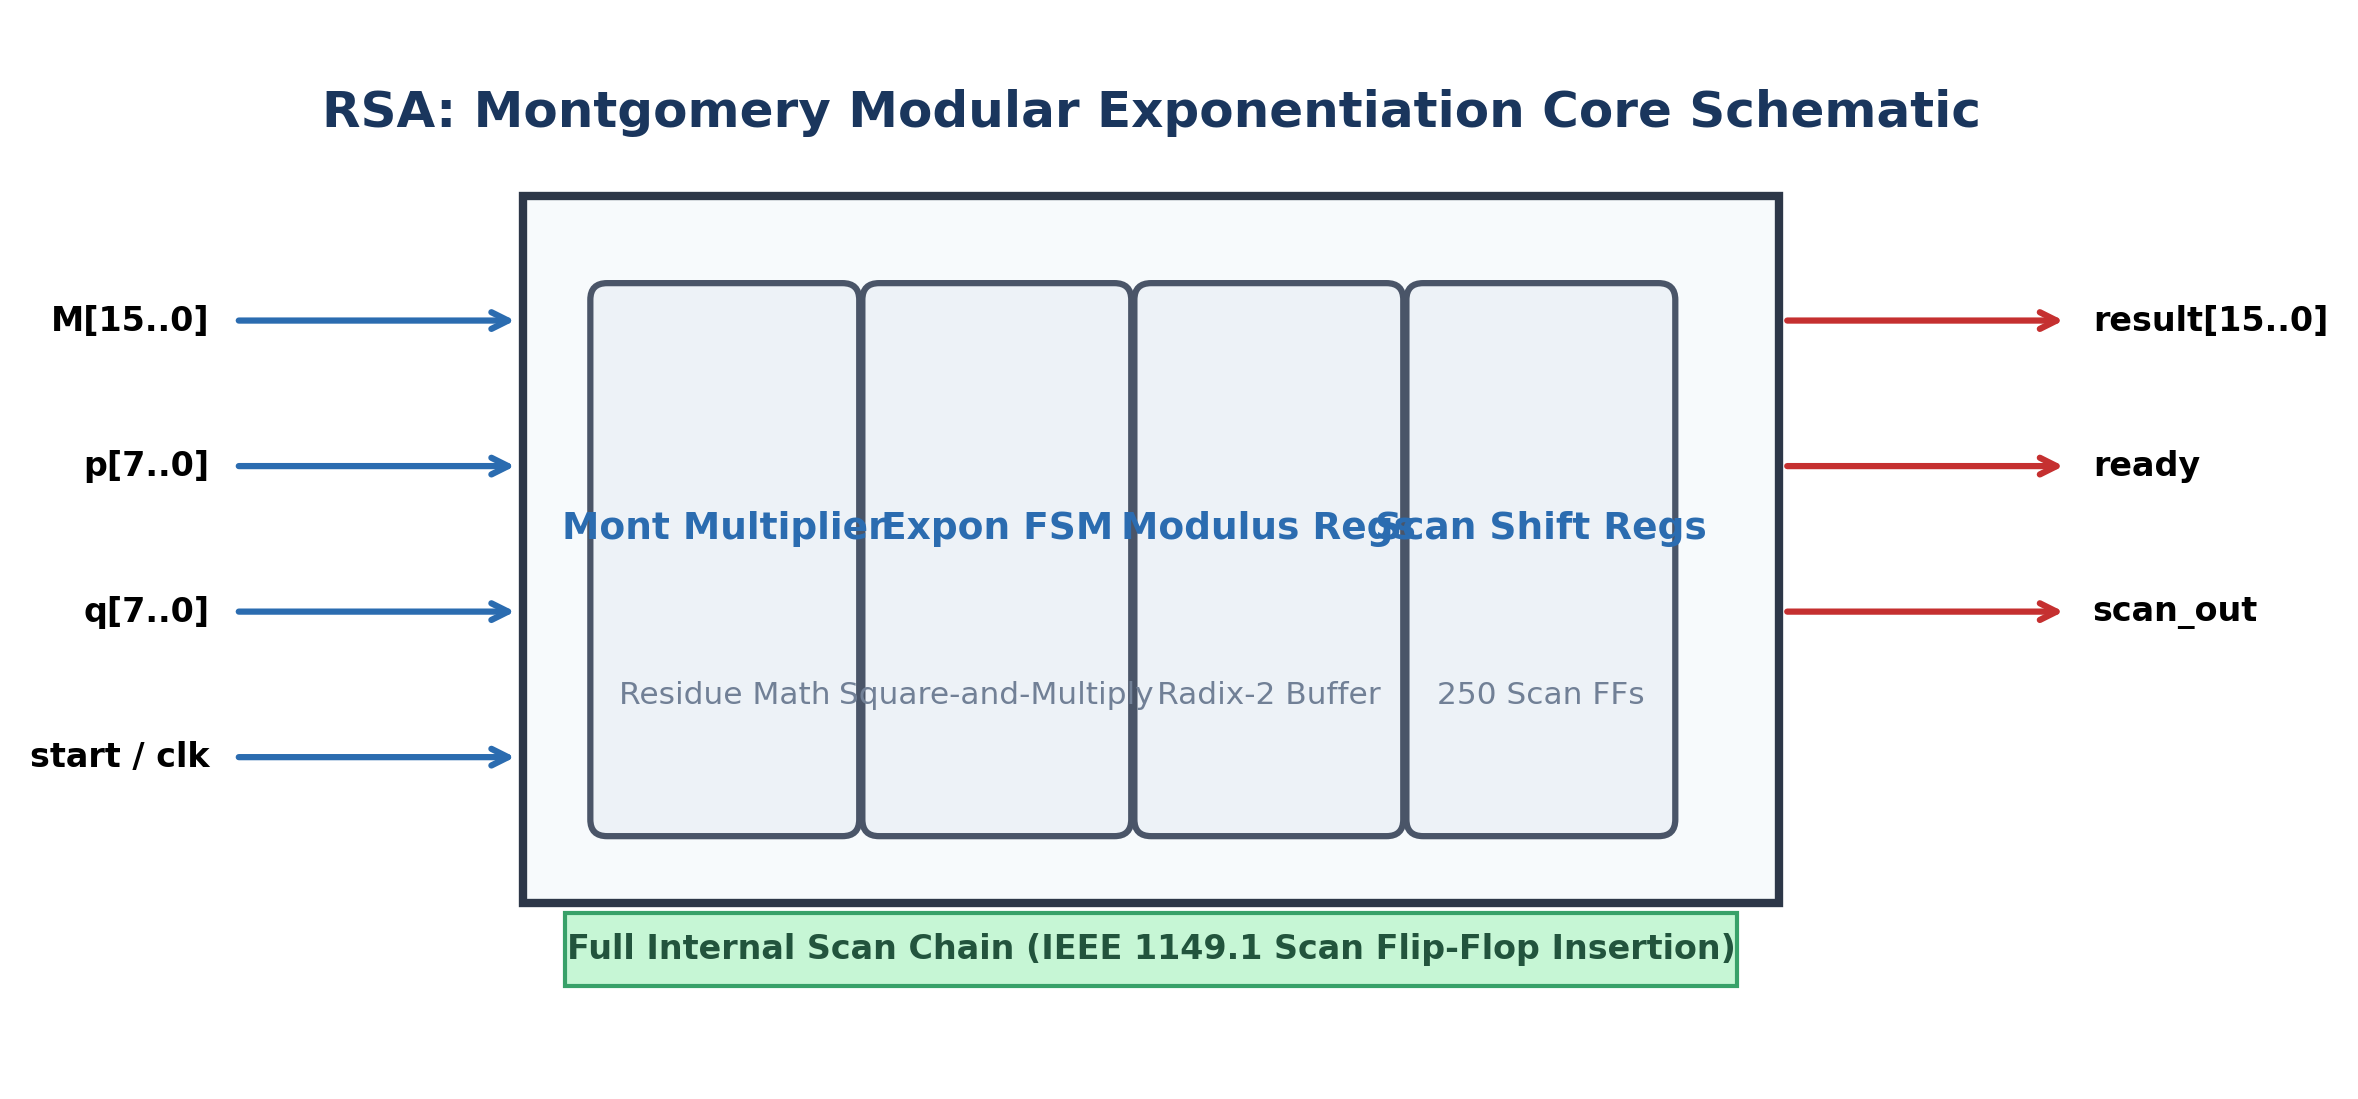 RSA: Montgomery Modular Exponentiation Core Schematic
M[15..0]
p[7..0]
q[7..0]
start / clk
Mont Multiplier
Residue Math
Expon FSM
Square-and-Multiply
Modulus Regs
Radix-2 Buffer
Scan Shift Regs
250 Scan FFs
result[15..0]
ready
scan_out
Full Internal Scan Chain (IEEE 1149.1 Scan Flip-Flop Insertion)